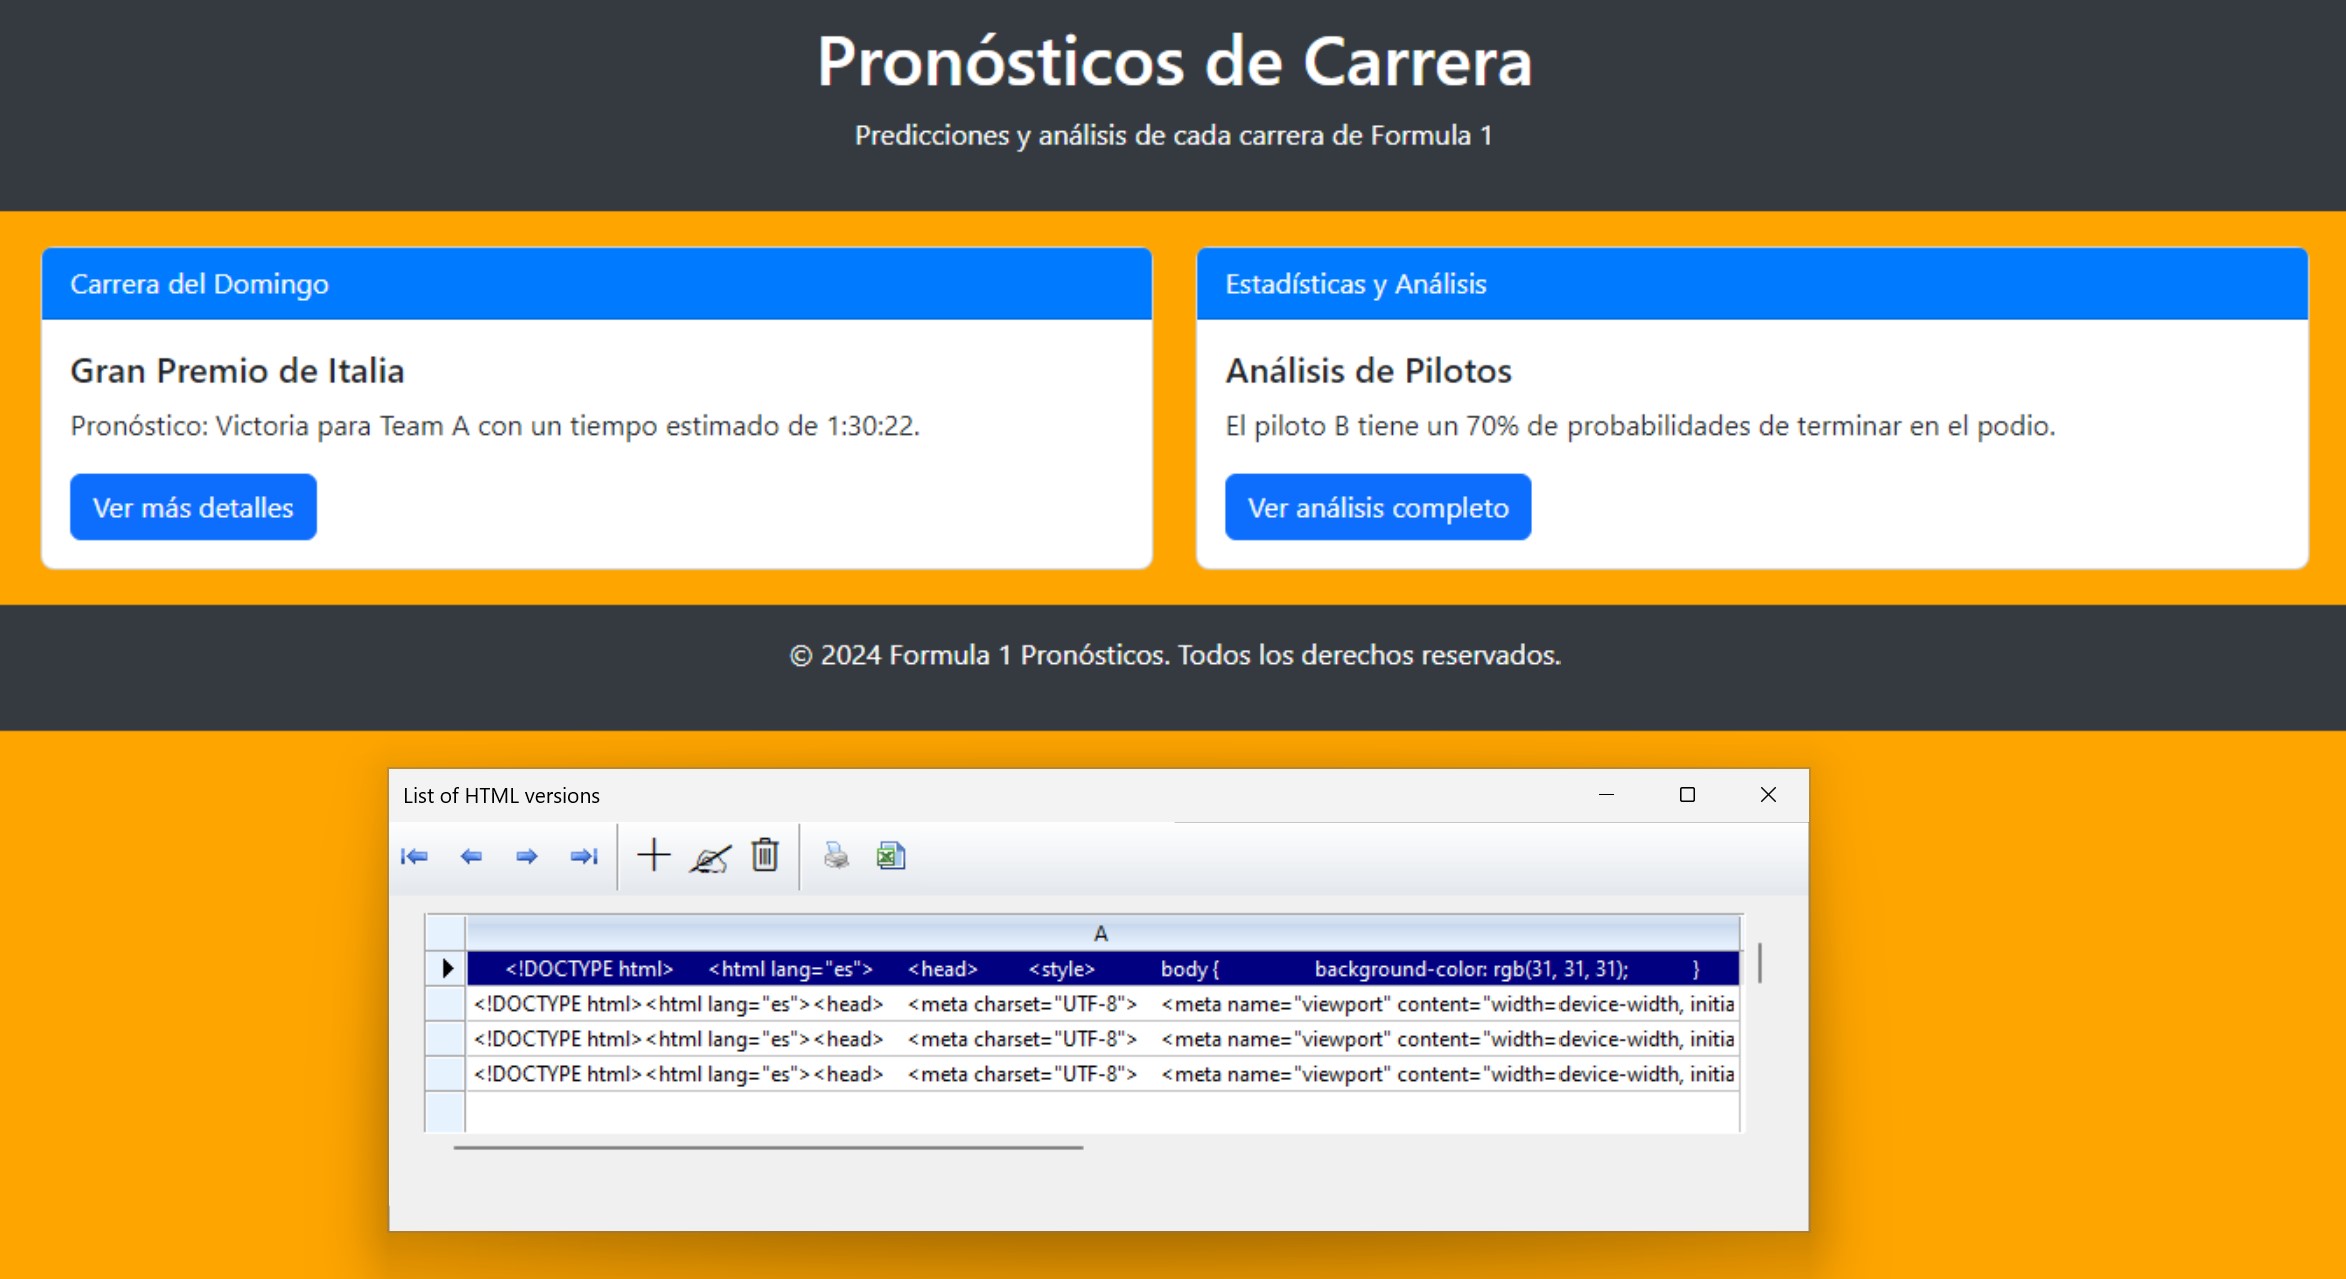 Pronósticos de Carrera
Predicciones y análisis de cada carrera de Formula 1
Carrera del Domingo
Gran Premio de Italia
Pronóstico: Victoria para Team A con un tiempo estimado de 1:30:22.
Ver más detalles
Estadísticas y Análisis
Análisis de Pilotos
El piloto B tiene un 70% de probabilidades de terminar en el podio.
Ver análisis completo
© 2024 Formula 1 Pronósticos. Todos los derechos reservados.
List of HTML versions
A
<!DOCTYPE html> <html lang="es"> <head> <style> body { background-color: rgb(31, 31, 31); }
<!DOCTYPE html><html lang="es"><head> <meta charset="UTF-8"> <meta name="viewport" content="width=device-width, initia
<!DOCTYPE html><html lang="es"><head> <meta charset="UTF-8"> <meta name="viewport" content="width=device-width, initia
<!DOCTYPE html><html lang="es"><head> <meta charset="UTF-8"> <meta name="viewport" content="width=device-width, initia